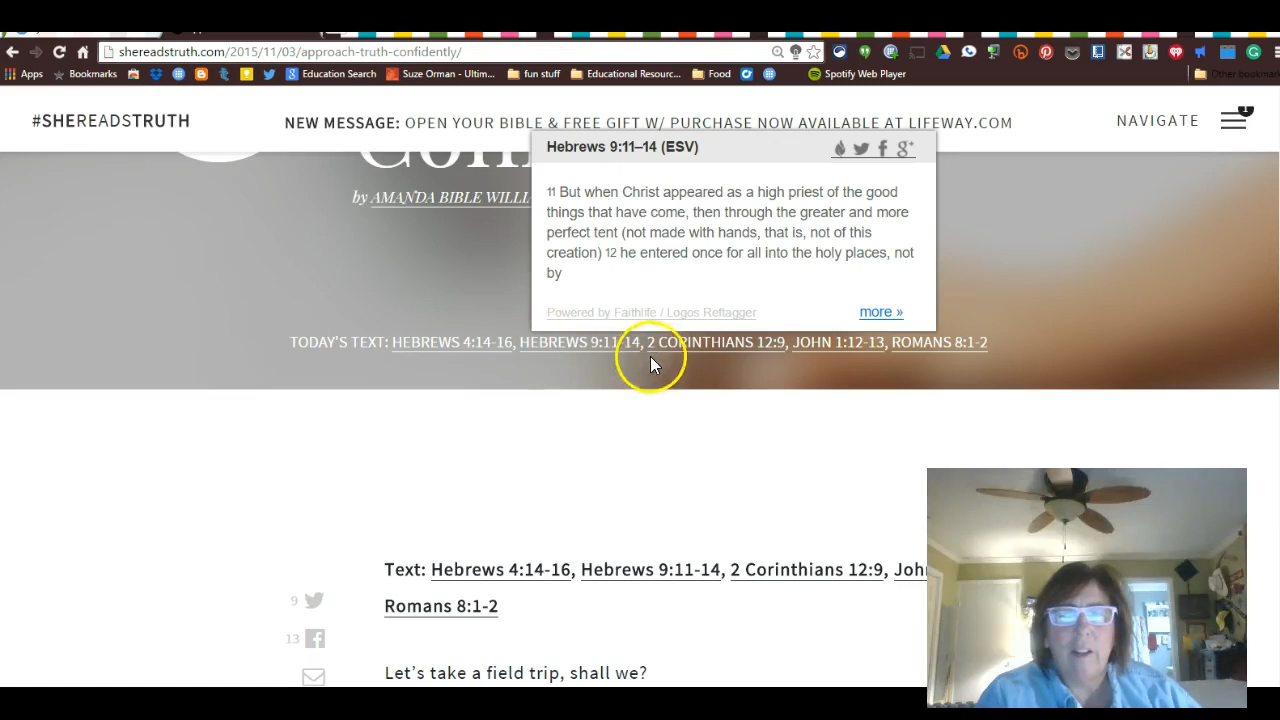 shereadstruth.com/2015/11/03/approach-truth-confidently/
Apps Bookmarks Education Search Suze Orman - Ultim... fun stuff Educational Resourc... Food Spotify Web Player Other bookmar
#SHEREADSTRUTH
NEW MESSAGE: OPEN YOUR BIBLE + FREE GIFT W/ PURCHASE NOW AVAILABLE AT LIFEWAY.COM
NAVIGATE
1
by AMANDA BIBLE WILLI
Hebrews 9:11–14 (ESV)
11 But when Christ appeared as a high priest of the good
things that have come, then through the greater and more
perfect tent (not made with hands, that is, not of this
creation) 12 he entered once for all into the holy places, not
by
Powered by Faithlife / Logos Reftagger
more »
TODAY'S TEXT: HEBREWS 4:14-16, HEBREWS 9:11-14, 2 CORINTHIANS 12:9, JOHN 1:12-13, ROMANS 8:1-2
Text: Hebrews 4:14-16, Hebrews 9:11-14, 2 Corinthians 12:9, Joh
Romans 8:1-2
9
13
Let's take a field trip, shall we?